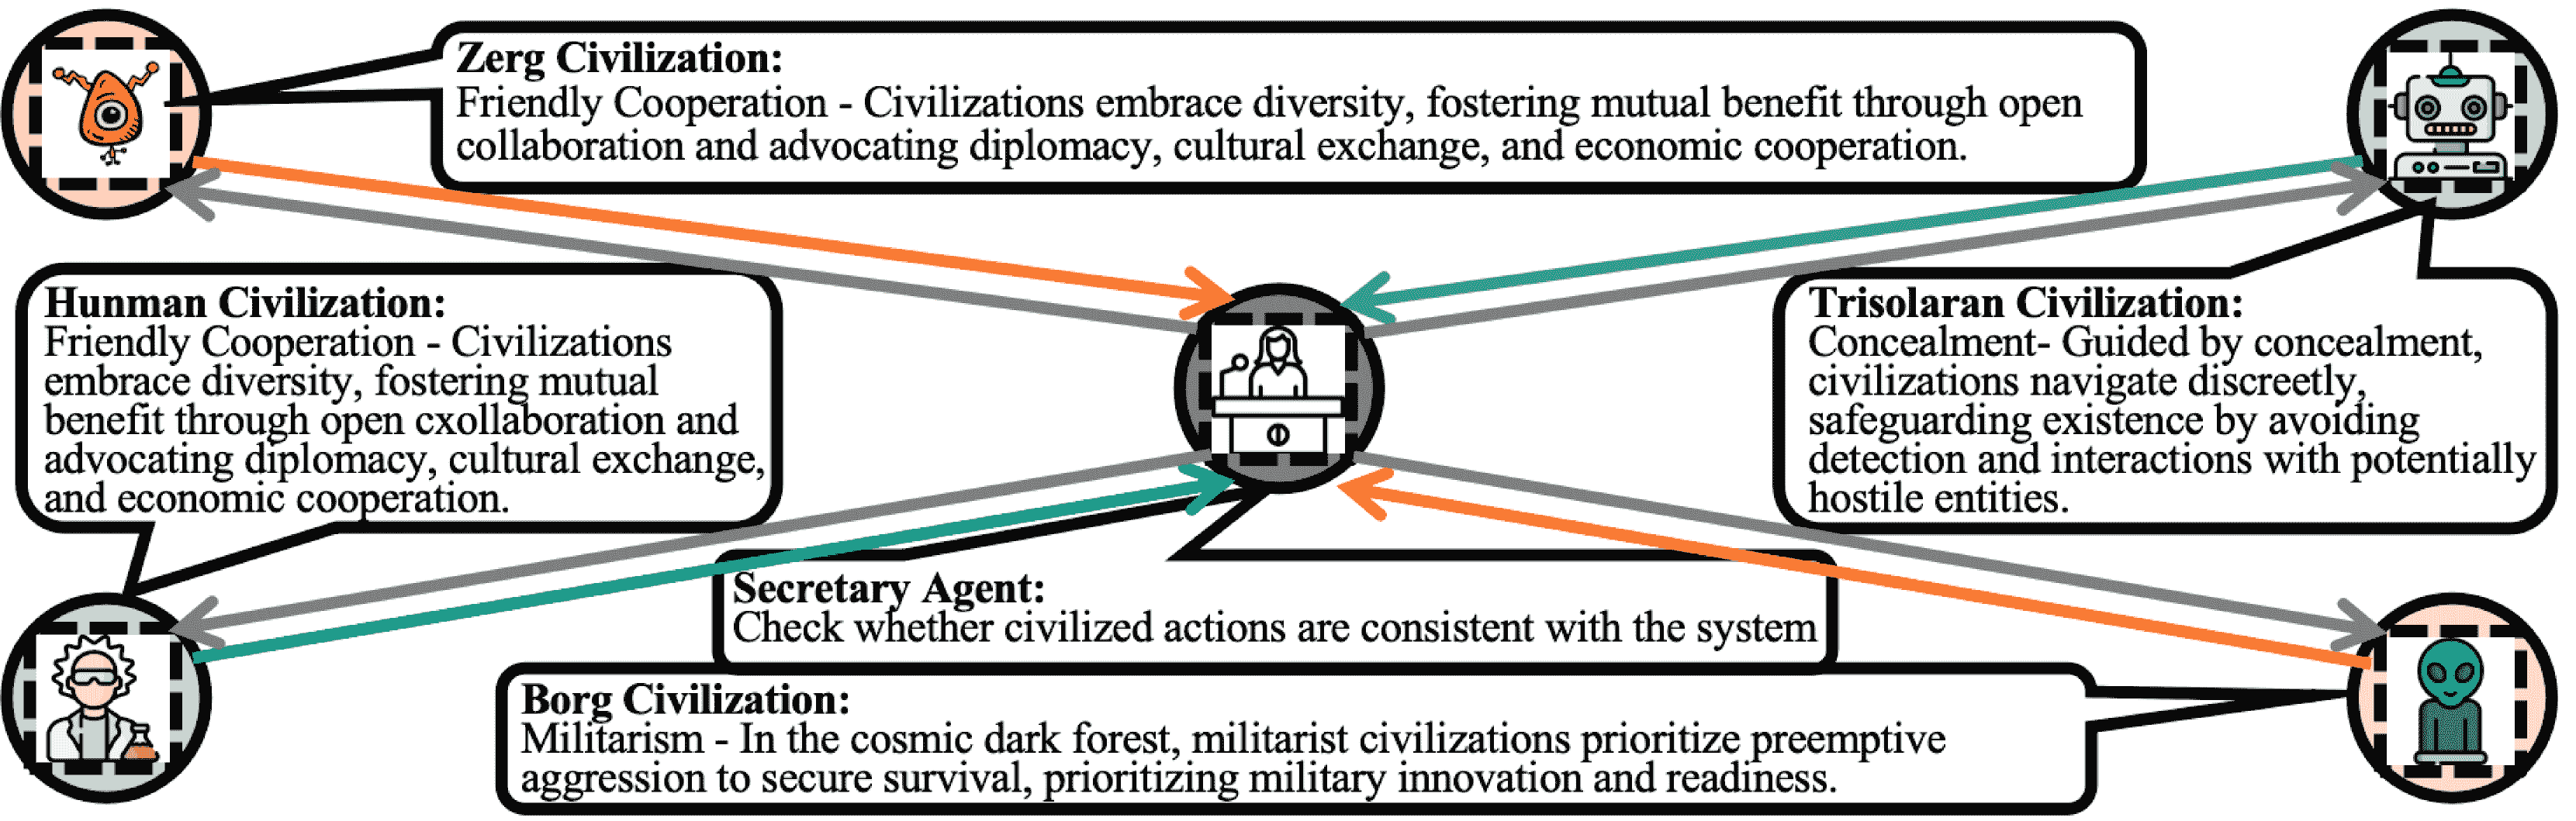 Zerg Civilization:
Friendly Cooperation - Civilizations embrace diversity, fostering mutual benefit through open
collaboration and advocating diplomacy, cultural exchange, and economic cooperation.
Hunman Civilization:
Friendly Cooperation - Civilizations
embrace diversity, fostering mutual
benefit through open cxollaboration and
advocating diplomacy, cultural exchange,
and economic cooperation.
Trisolaran Civilization:
Concealment- Guided by concealment,
civilizations navigate discreetly,
safeguarding existence by avoiding
detection and interactions with potentially
hostile entities.
Secretary Agent:
Check whether civilized actions are consistent with the system
Borg Civilization:
Militarism - In the cosmic dark forest, militarist civilizations prioritize preemptive
aggression to secure survival, prioritizing military innovation and readiness.